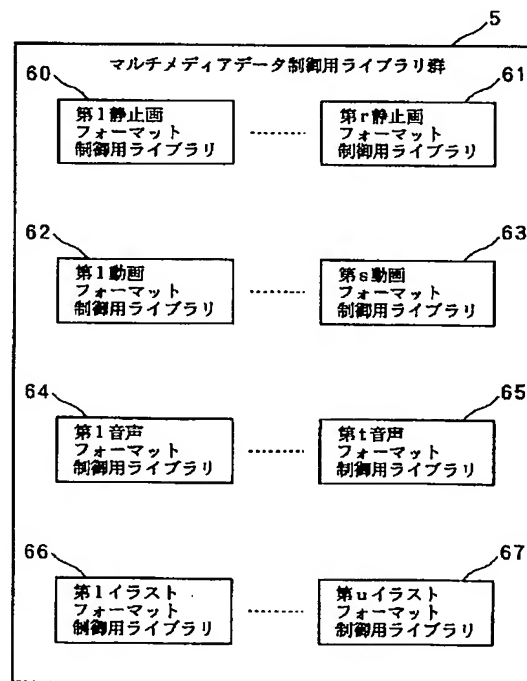 5
マルチメディアデータ制御用ライブラリ群
60
61
第1静止画
フォーマット
制御用ライブラリ
第r静止画
フォーマット
制御用ライブラリ
62
63
第1動画
フォーマット
制御用ライブラリ
第s動画
フォーマット
制御用ライブラリ
64
65
第1音声
フォーマット
制御用ライブラリ
第t音声
フォーマット
制御用ライブラリ
66
67
第1イラスト
フォーマット
制御用ライブラリ
第uイラスト
フォーマット
制御用ライブラリ